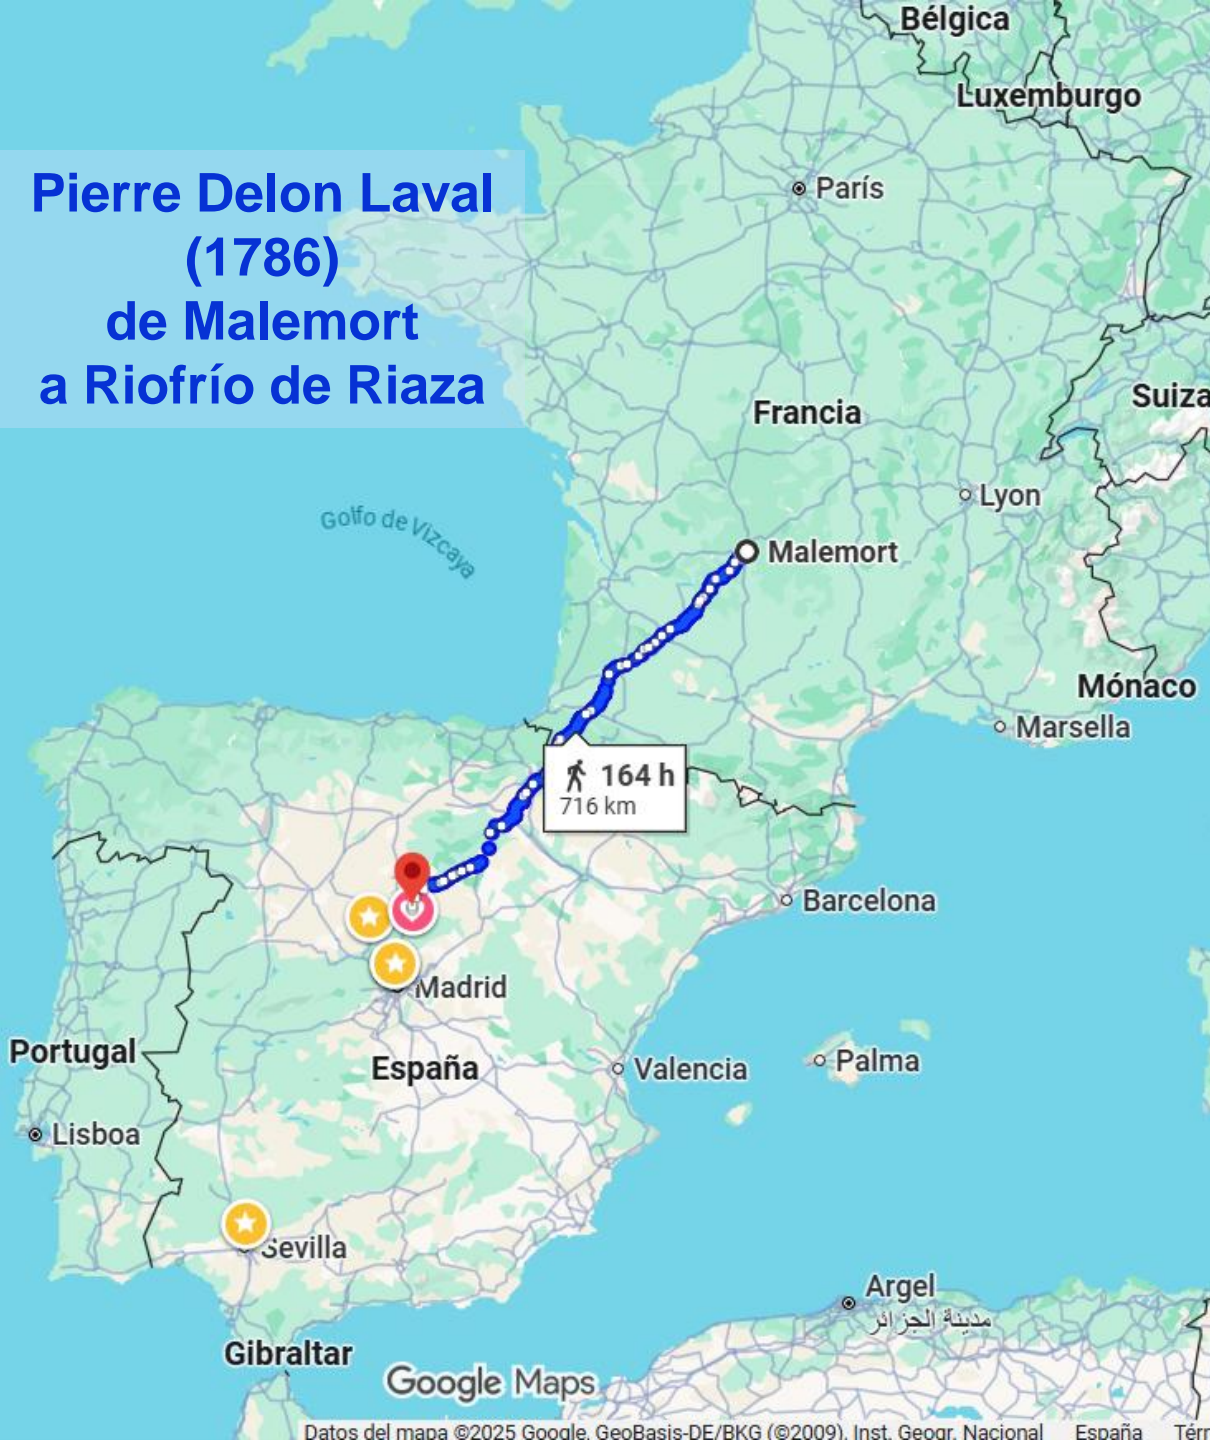 Bélgica
Luxemburgo
París
Pierre Delon Laval
(1786)
de Malemort
a Riofrío de Riaza
Suiza
Francia
Lyon
Golfo de Vizcaya
Malemort
Mónaco
Marsella
164 h
716 km
Barcelona
Madrid
Portugal
España
Valencia
Palma
Lisboa
Sevilla
Argel
مدينة الجزائر
Gibraltar
Google Maps
Datos del mapa ©2025 Google, GeoBasis-DE/BKG (©2009), Inst. Geogr. Nacional España Térr